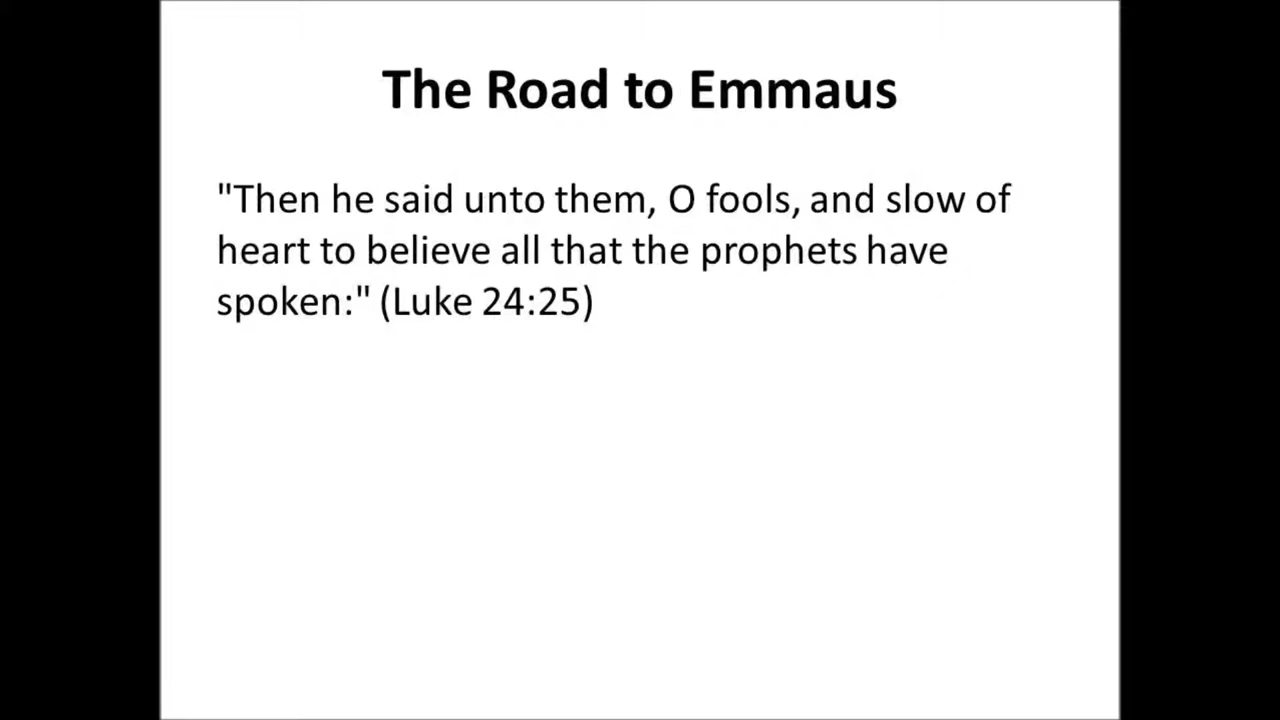 The Road to Emmaus
"Then he said unto them, O fools, and slow of
heart to believe all that the prophets have
spoken:" (Luke 24:25)